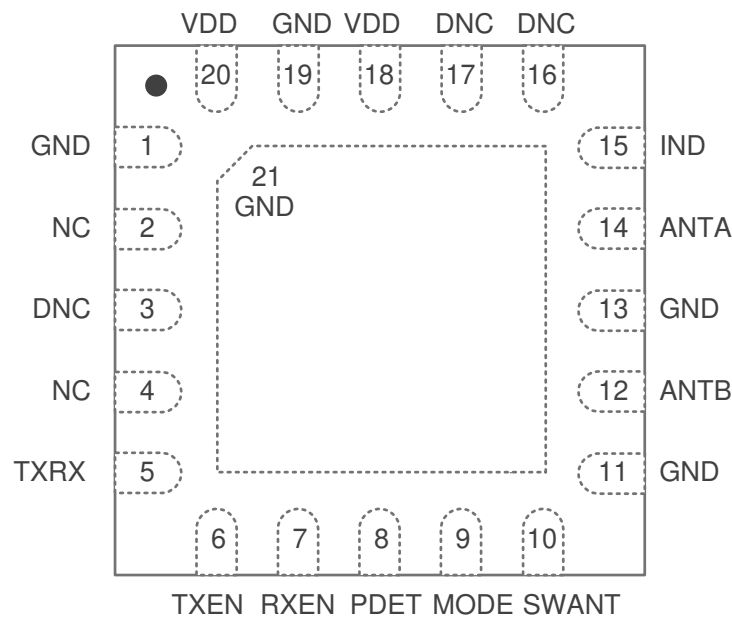 VDD GND VDD DNC DNC
20 19 18 17 16
GND 1 15 IND
21
GND
NC 2 14 ANTA
DNC 3 13 GND
NC 4 12 ANTB
TXRX 5 11 GND
6 7 8 9 10
TXEN RXEN PDET MODE SWANT